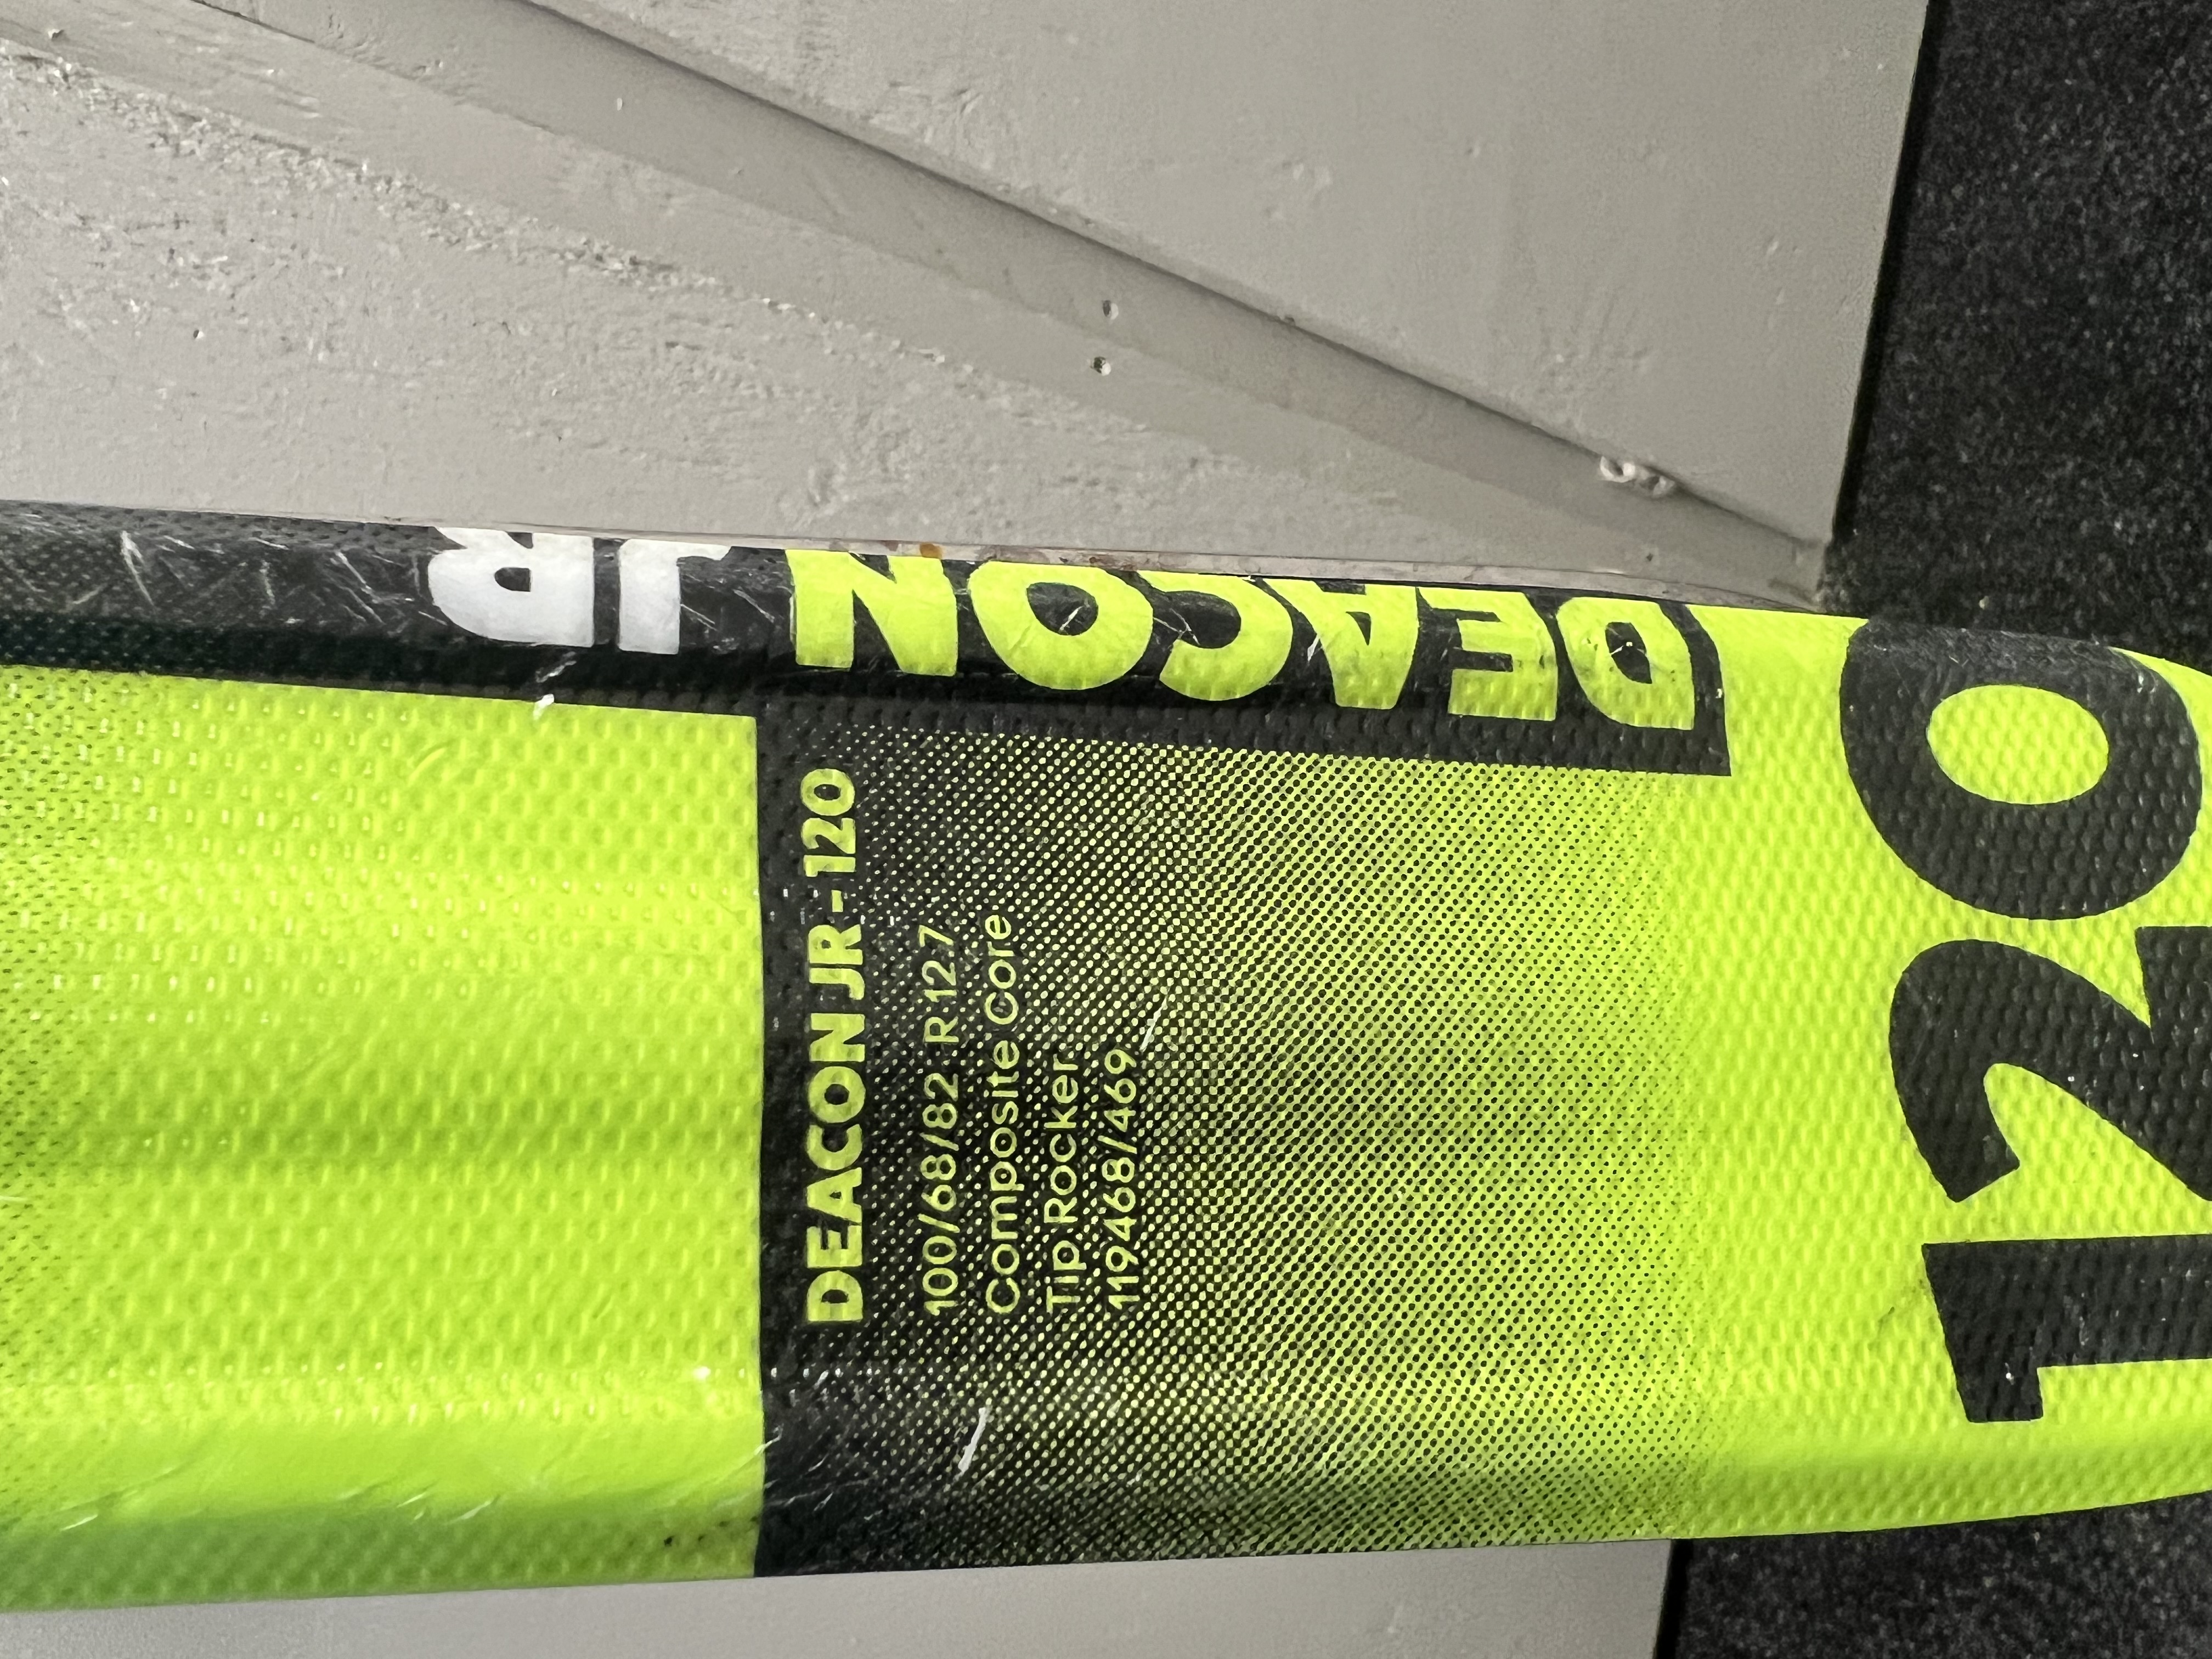 DEACON JR
DEACON JR - 120
100/68/82 R 12.7
Composite Core
Tip Rocker
119468/469
120